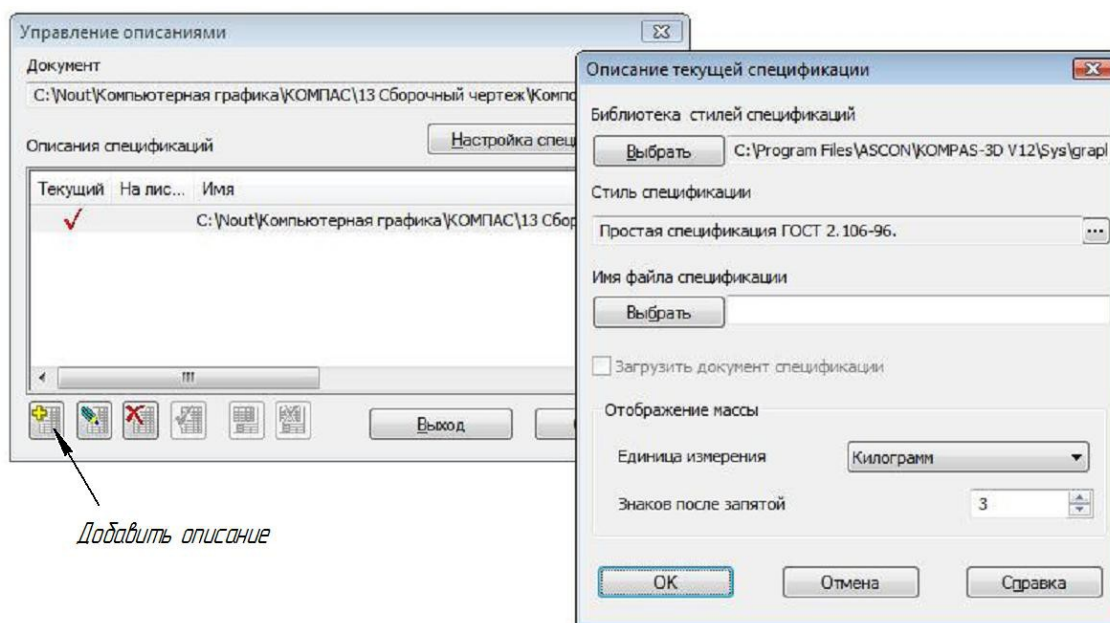 Управление описаниями
Документ
C:\Nout\Компьютерная графика\КОМПАС\13 Сборочный чертеж\Компо
Описания спецификаций
Настройка спец
Текущий На лис... Имя
C:\Nout\Компьютерная графика\КОМПАС\13 Сбор
Выход
Добавить описание
Описание текущей спецификации
Библиотека стилей спецификаций
Выбрать C:\Program Files\ASCON\KOMPAS-3D V12\Sys\grapl
Стиль спецификации
Простая спецификация ГОСТ 2.106-96. ...
Имя файла спецификации
Выбрать
Загрузить документ спецификации
Отображение массы
Единица измерения Килограмм
Знаков после запятой 3
OK Отмена Справка